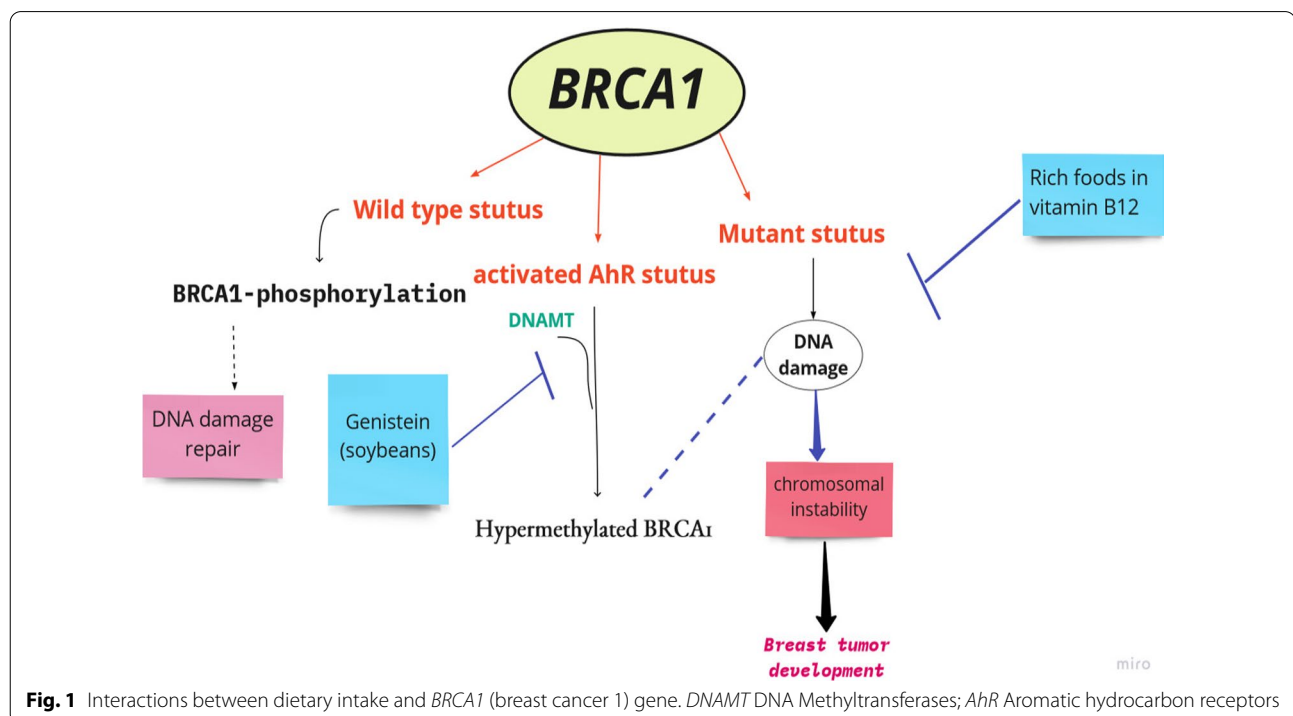 BRCA1
Wild type stutus
activated AhR stutus
Mutant stutus
Rich foods in
vitamin B12
BRCA1-phosphorylation
DNAMT
DNA
damage
DNA damage
repair
Genistein
(soybeans)
Hypermethylated BRCA1
chromosomal
instability
Breast tumor
development
miro
Fig. 1 Interactions between dietary intake and BRCA1 (breast cancer 1) gene. DNAMT DNA Methyltransferases; AhR Aromatic hydrocarbon receptors